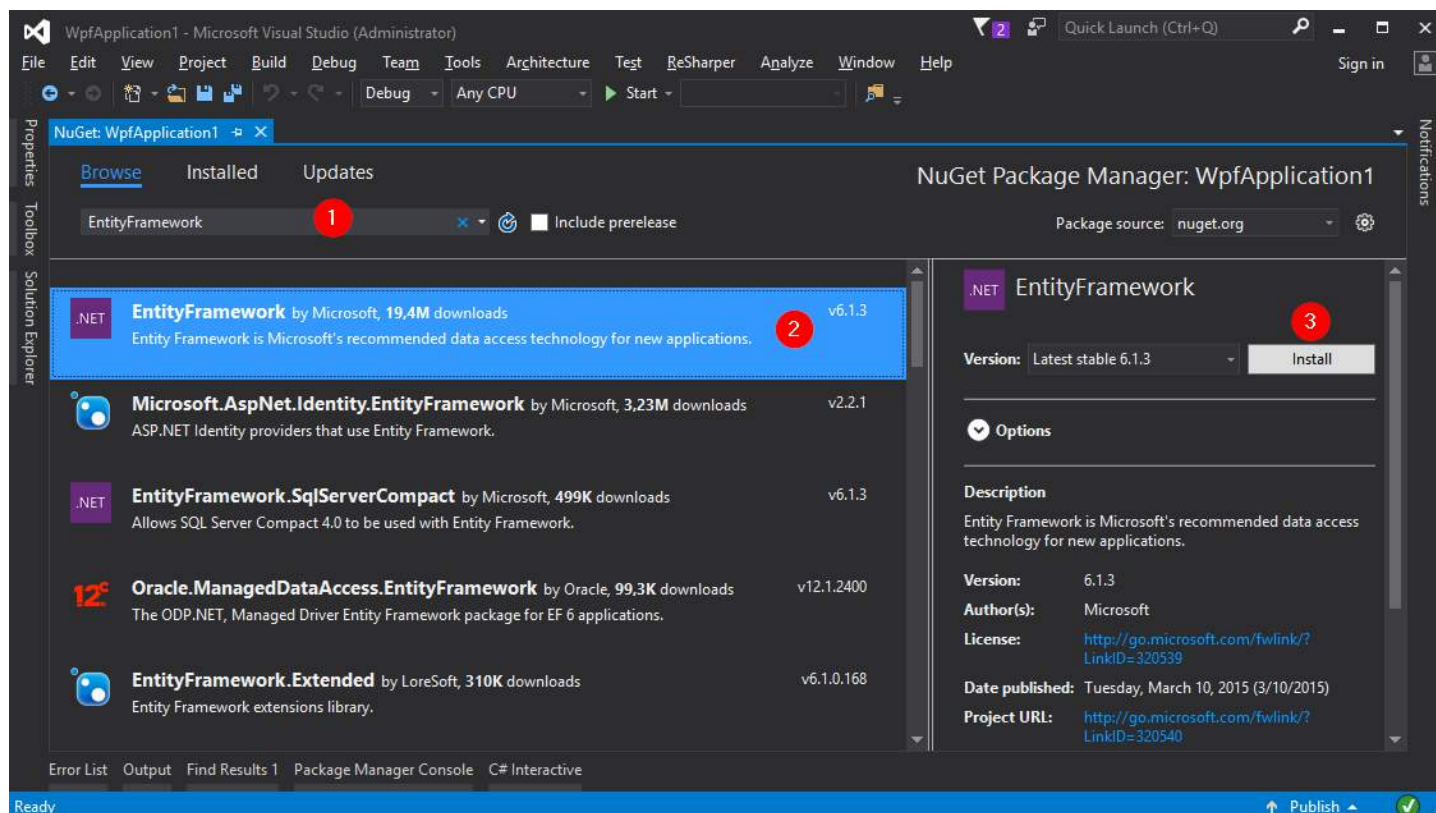 WpfApplication1 - Microsoft Visual Studio (Administrator)
2
Quick Launch (Ctrl+Q)
File Edit View Project Build Debug Team Tools Architecture Test ReSharper Analyze Window Help
Sign in
Debug Any CPU Start
Properties
Toolbox
Solution Explorer
Notifications
NuGet: WpfApplication1
Browse Installed Updates
NuGet Package Manager: WpfApplication1
EntityFramework
1
Include prerelease
Package source: nuget.org
.NET
EntityFramework by Microsoft, 19,4M downloads
v6.1.3
Entity Framework is Microsoft's recommended data access technology for new applications.
2
Microsoft.AspNet.Identity.EntityFramework by Microsoft, 3,23M downloads
v2.2.1
ASP.NET Identity providers that use Entity Framework.
.NET
EntityFramework.SqlServerCompact by Microsoft, 499K downloads
v6.1.3
Allows SQL Server Compact 4.0 to be used with Entity Framework.
12c
Oracle.ManagedDataAccess.EntityFramework by Oracle, 99,3K downloads
v12.1.2400
The ODP.NET, Managed Driver Entity Framework package for EF 6 applications.
EntityFramework.Extended by LoreSoft, 310K downloads
v6.1.0.168
Entity Framework extensions library.
.NET
EntityFramework
3
Version: Latest stable 6.1.3
Install
Options
Description
Entity Framework is Microsoft's recommended data access
technology for new applications.
Version: 6.1.3
Author(s): Microsoft
License: http://go.microsoft.com/fwlink/?
LinkID=320539
Date published: Tuesday, March 10, 2015 (3/10/2015)
Project URL: http://go.microsoft.com/fwlink/?
LinkID=320540
Error List Output Find Results 1 Package Manager Console C# Interactive
Ready
Publish